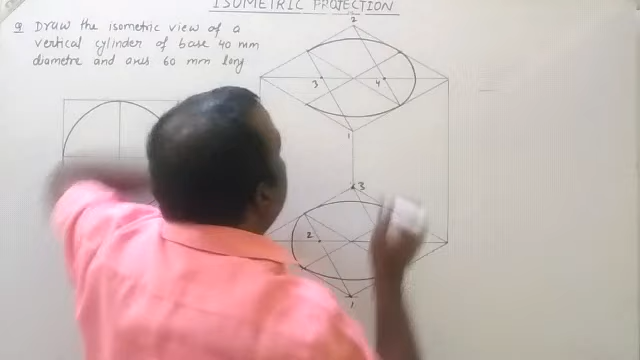 ISOMETRIC PROJECTION
Q Draw the isometric view of a
vertical cylinder of base 40 mm
diametre and axis 60 mm long
2
3 4
1
3
2
1